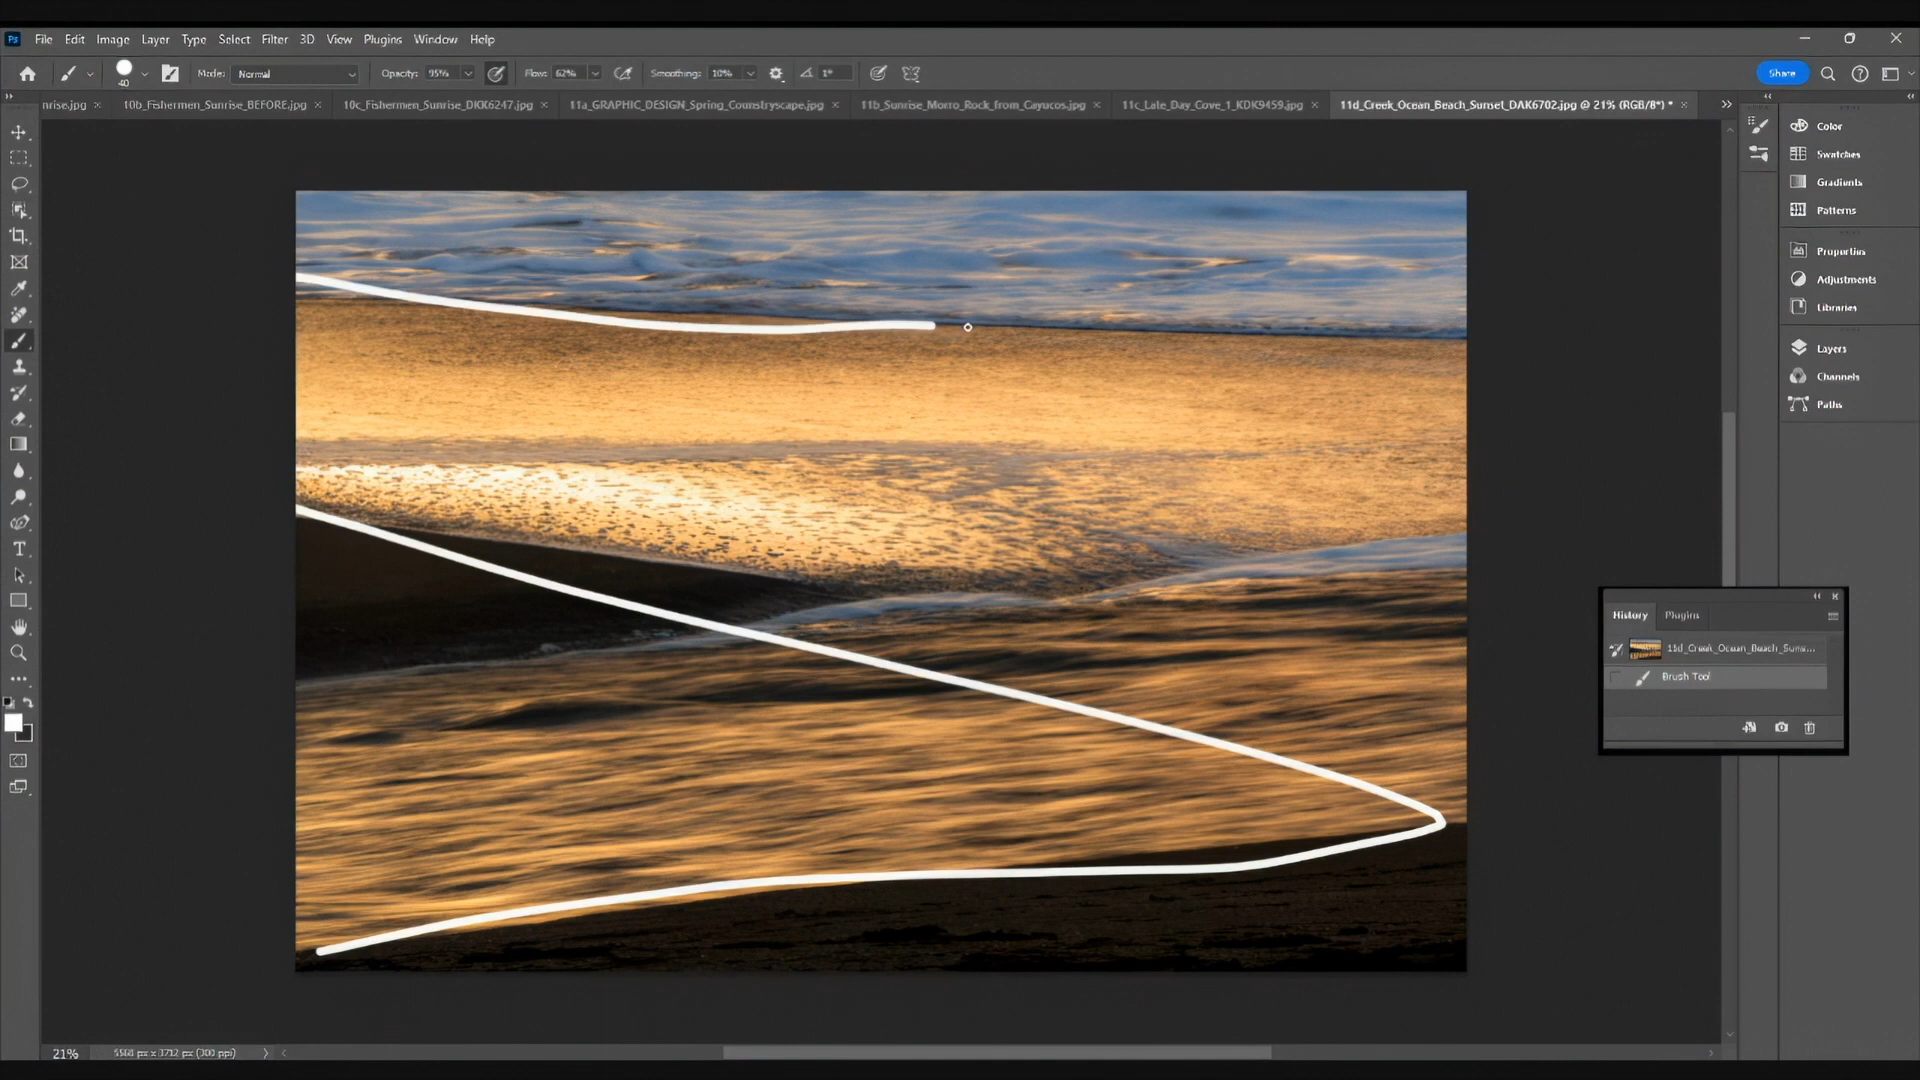 Ps File Edit Image Layer Type Select Filter 3D View Plugins Window Help
40 Mode: Normal Opacity: 95% Flow: 62% Smoothing: 10% 1° Share
nrise.jpg × 10b_Fishermen_Sunrise_BEFORE.jpg × 10c_Fishermen_Sunrise_DKK6247.jpg × 11a_GRAPHIC_DESIGN_Spring_Counstryscape.jpg × 11b_Sunrise_Morro_Rock_from_Cayucos.jpg × 11c_Late_Day_Cove_1_KDK9459.jpg × 11d_Creek_Ocean_Beach_Sunset_DAK6702.jpg @ 21% (RGB/8*) * ×
Color
Swatches
Gradients
Patterns
Properties
Adjustments
Libraries
Layers
Channels
Paths
History Plugins
11d_Creek_Ocean_Beach_Suns...
Brush Tool
21% 5568 px x 3712 px (300 ppi)